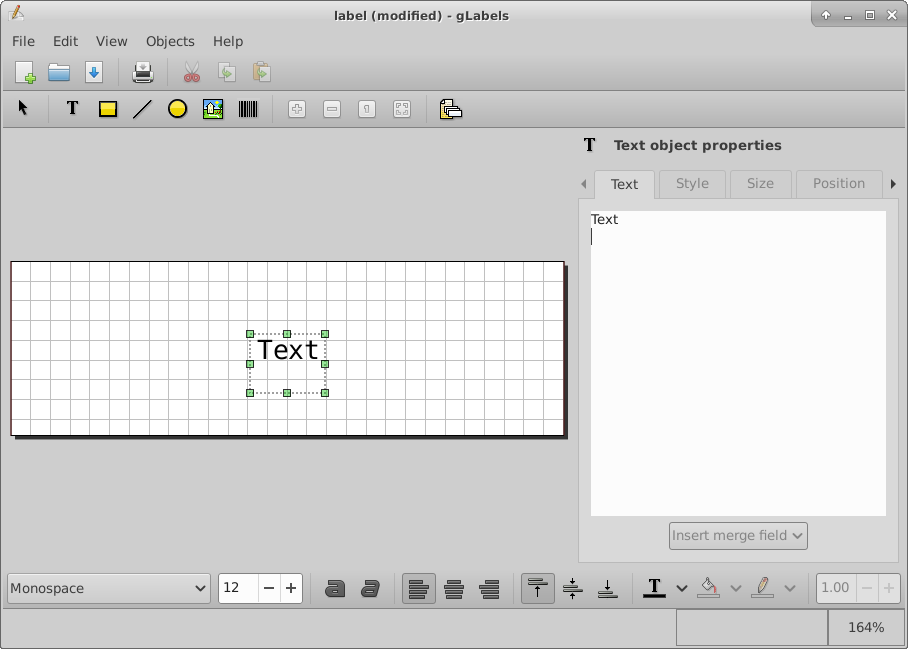 label (modified) - gLabels
File Edit View Objects Help
T
T Text object properties
Text Style Size Position
Text
Text
Insert merge field
Monospace 12 a a T 1.00
164%